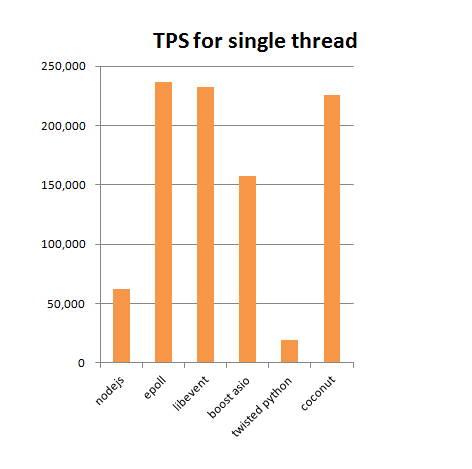 TPS for single thread
250,000
200,000
150,000
100,000
50,000
0
nodejs
epoll
libevent
boost asio
twisted python
coconut